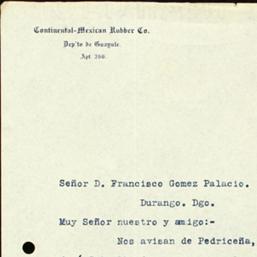 Continental-Mexican Rubber Co.
Dep'to de Guayule.
Apt 260.
Señor D. Francisco Gomez Palacio.
Durango. Dgo.
Muy Señor nuestro y amigo:-
Nos avisan de Pedriceña,